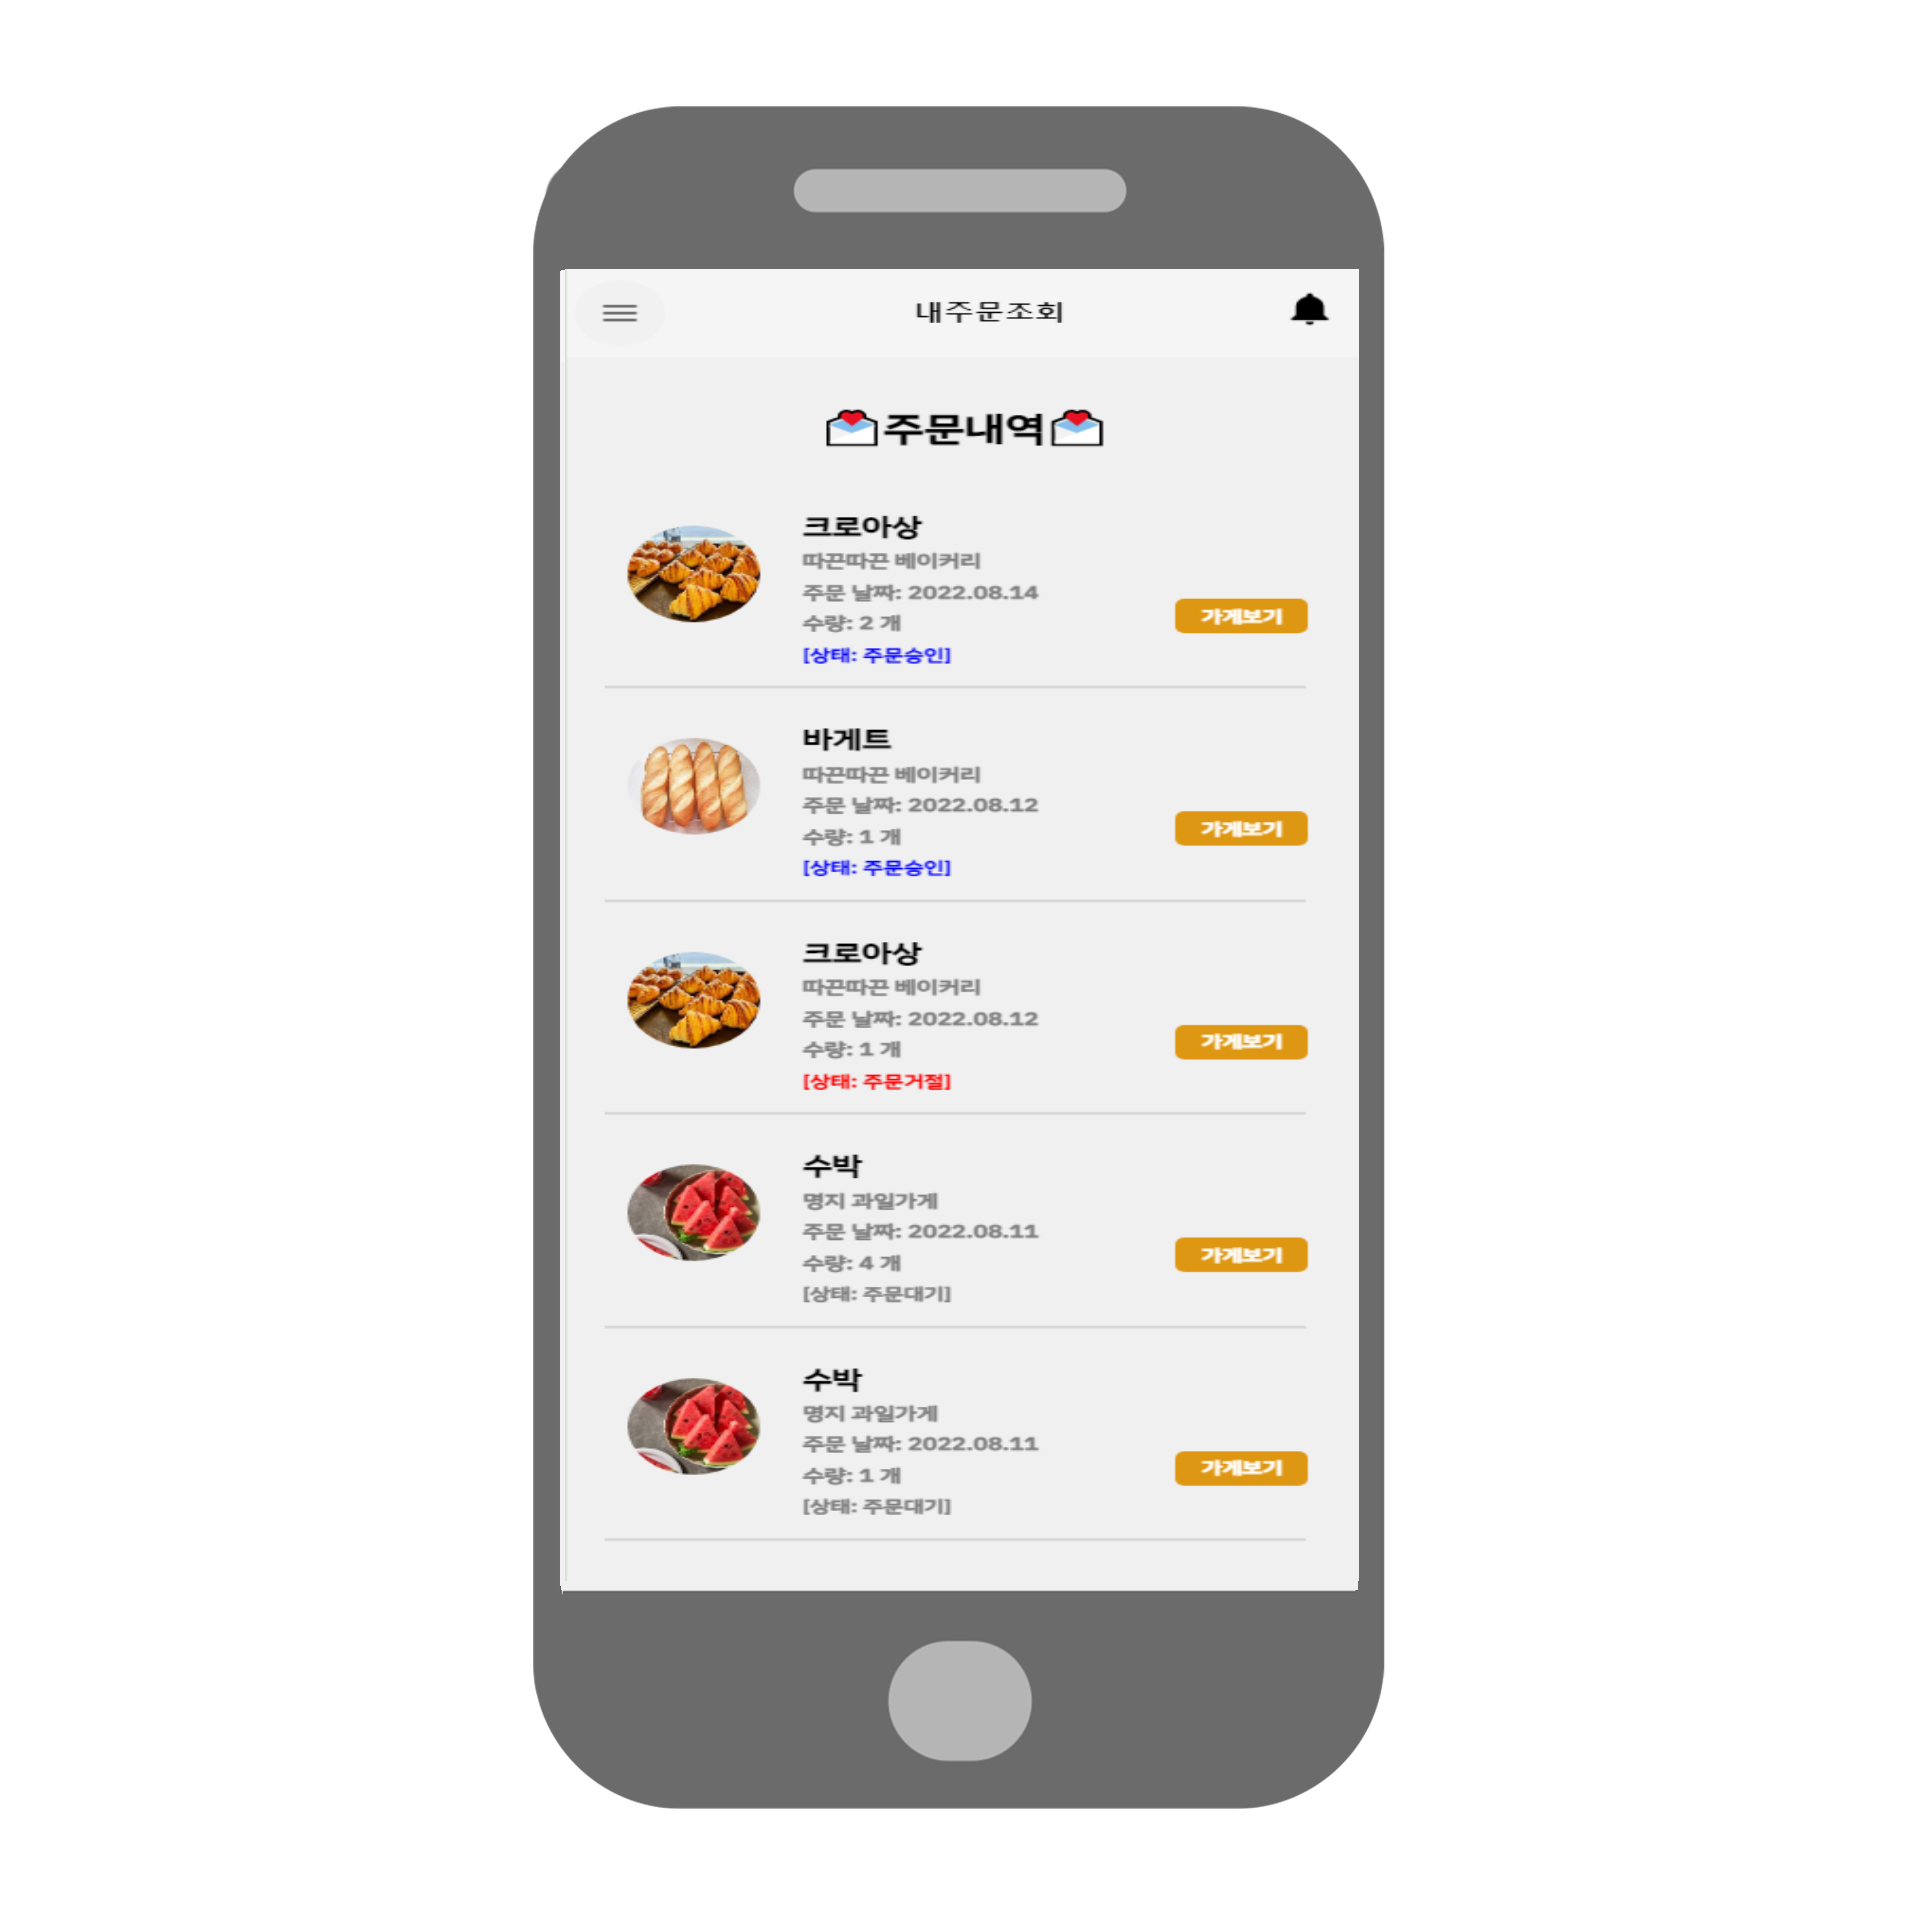 내주문조회
주문내역
크로아상
따끈따끈 베이커리
주문 날짜: 2022.08.14
수량: 2 개
가게보기
[상태: 주문승인]
바게트
따끈따끈 베이커리
주문 날짜: 2022.08.12
수량: 1 개
가게보기
[상태: 주문승인]
크로아상
따끈따끈 베이커리
주문 날짜: 2022.08.12
수량: 1 개
가게보기
[상태: 주문거절]
수박
명지 과일가게
주문 날짜: 2022.08.11
수량: 4 개
가게보기
[상태: 주문대기]
수박
명지 과일가게
주문 날짜: 2022.08.11
수량: 1 개
가게보기
[상태: 주문대기]